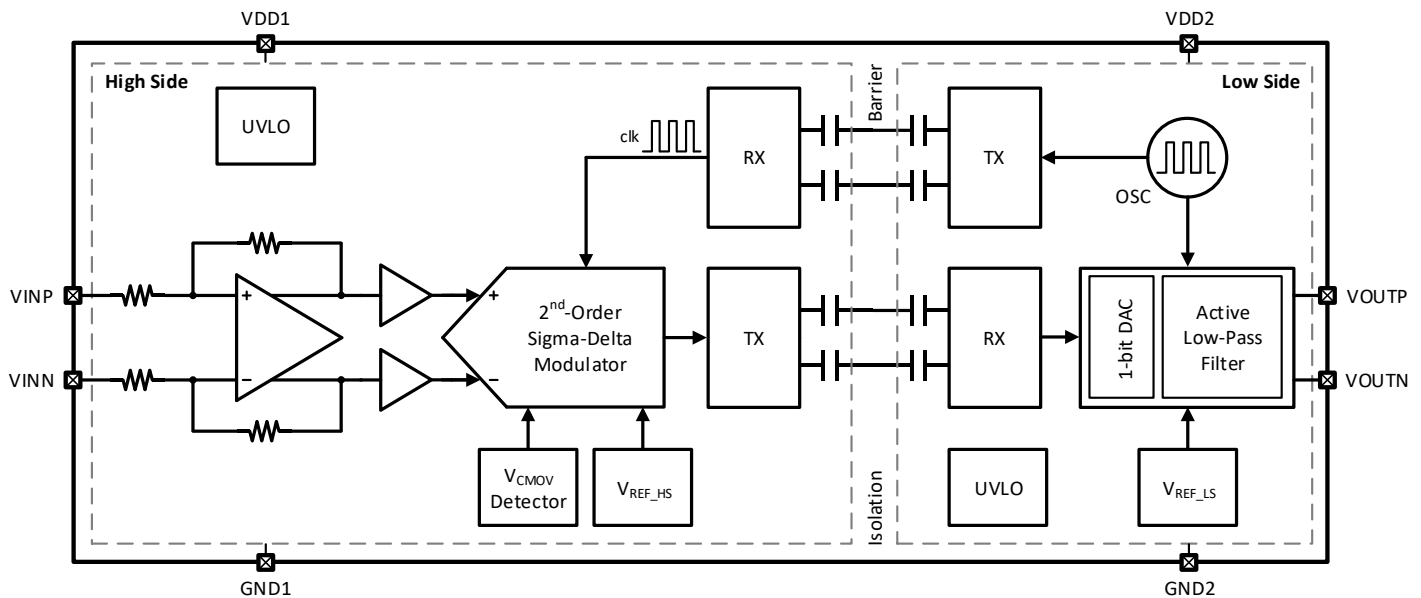 VDD1
VDD2
High Side
Barrier
Low Side
UVLO
clk
RX
TX
OSC
VINP
+
+
2nd-Order
Sigma-Delta
Modulator
TX
RX
1-bit DAC
Active
Low-Pass
Filter
VOUTP
VINN
−
−
VOUTN
VCMOV
Detector
VREF_HS
Isolation
UVLO
VREF_LS
GND1
GND2